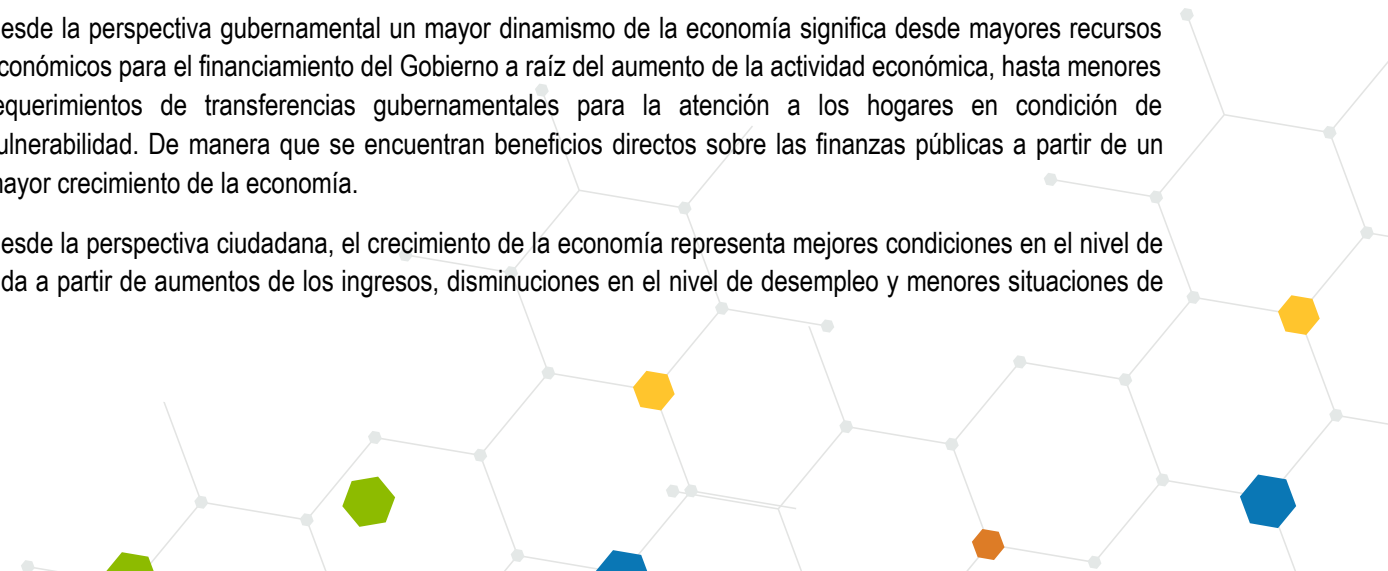 esde la perspectiva gubernamental un mayor dinamismo de la economía significa desde mayores recursos
conómicos para el financiamiento del Gobierno a raíz del aumento de la actividad económica, hasta menores
equerimientos de transferencias gubernamentales para la atención a los hogares en condición de
ulnerabilidad. De manera que se encuentran beneficios directos sobre las finanzas públicas a partir de un
mayor crecimiento de la economía.
esde la perspectiva ciudadana, el crecimiento de la economía representa mejores condiciones en el nivel de
ida a partir de aumentos de los ingresos, disminuciones en el nivel de desempleo y menores situaciones de